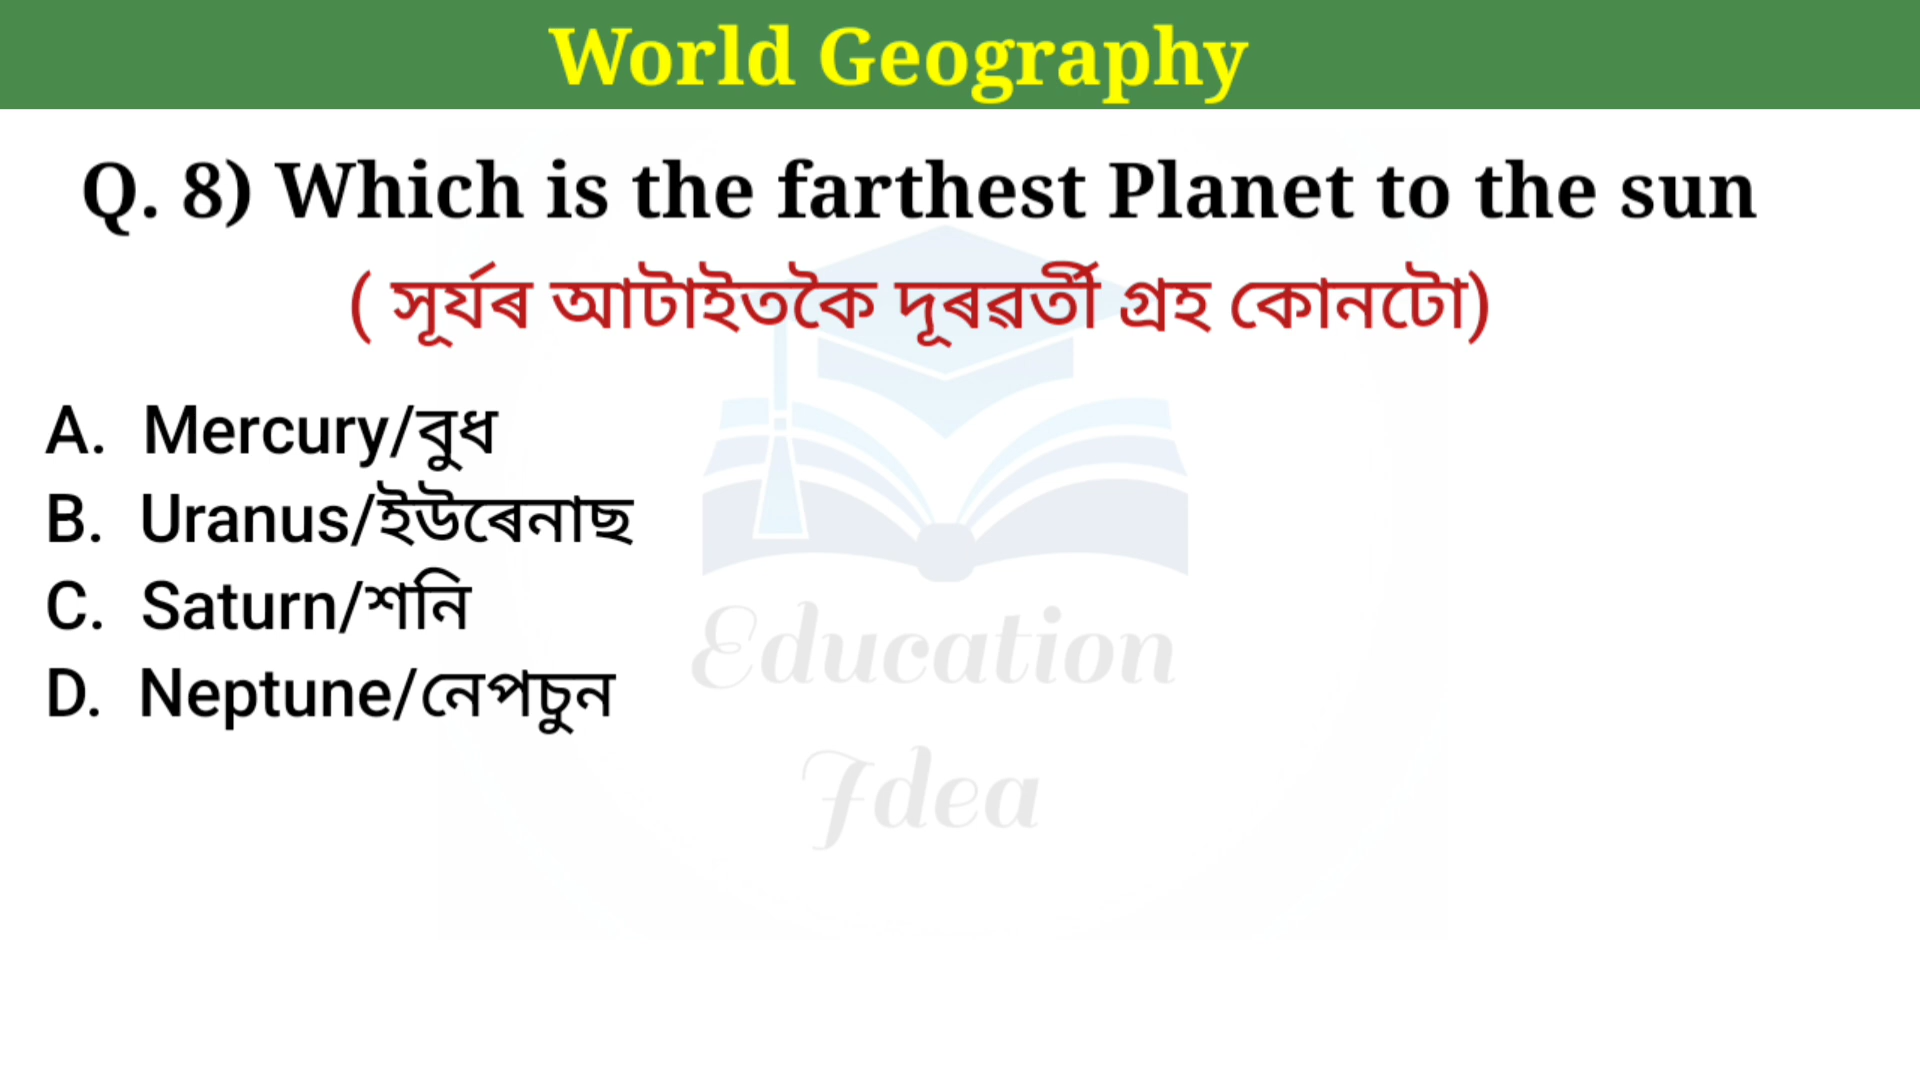 World Geography
Q. 8) Which is the farthest Planet to the sun
( সূৰ্যৰ আটাইতকৈ দূৰৱৰ্তী গ্ৰহ কোনটো)
A. Mercury/বুধ
B. Uranus/ইউৰেনাছ
C. Saturn/শনি
D. Neptune/নেপচুন
Education
Idea